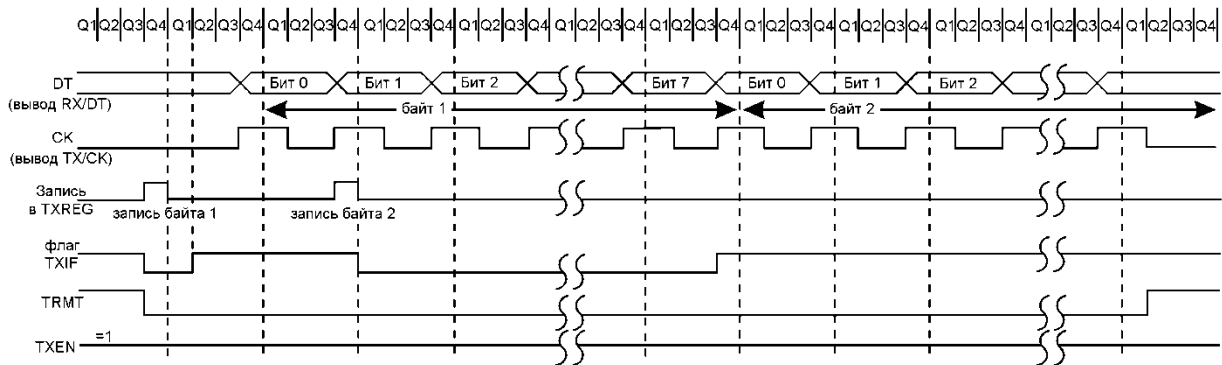 Q1 Q2 Q3 Q4 Q1 Q2 Q3 Q4 Q1 Q2 Q3 Q4 Q1 Q2 Q3 Q4 Q1 Q2 Q3 Q4 Q1 Q2 Q3 Q4 Q1 Q2 Q3 Q4 Q1 Q2 Q3 Q4 Q1 Q2 Q3 Q4 Q1 Q2 Q3 Q4 Q1 Q2 Q3 Q4 Q1 Q2 Q3 Q4
DT
(вывод RX/DT)
Бит 0 Бит 1 Бит 2 Бит 7 Бит 0 Бит 1 Бит 2
байт 1 байт 2
CK
(вывод TX/CK)
Запись
в TXREG
запись байта 1 запись байта 2
флаг
TXIF
TRMT
TXEN =1